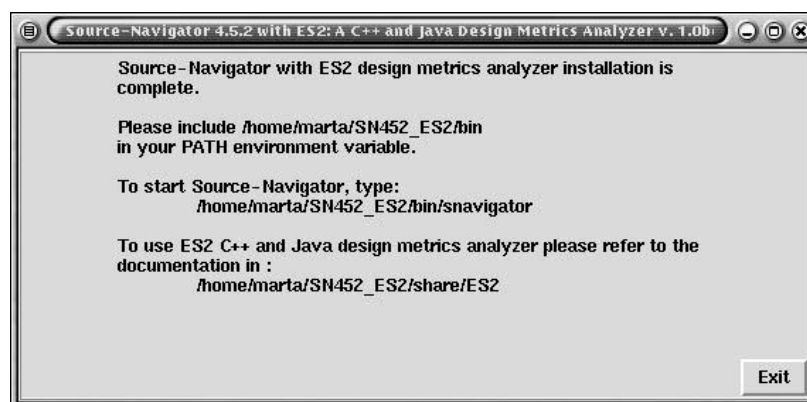 Source-Navigator 4.5.2 with ES2: A C++ and Java Design Metrics Analyzer v. 1.0b
Source-Navigator with ES2 design metrics analyzer installation is
complete.
Please include /home/marta/SN452_ES2/bin
in your PATH environment variable.
To start Source-Navigator, type:
/home/marta/SN452_ES2/bin/snavigator
To use ES2 C++ and Java design metrics analyzer please refer to the
documentation in :
/home/marta/SN452_ES2/share/ES2
Exit